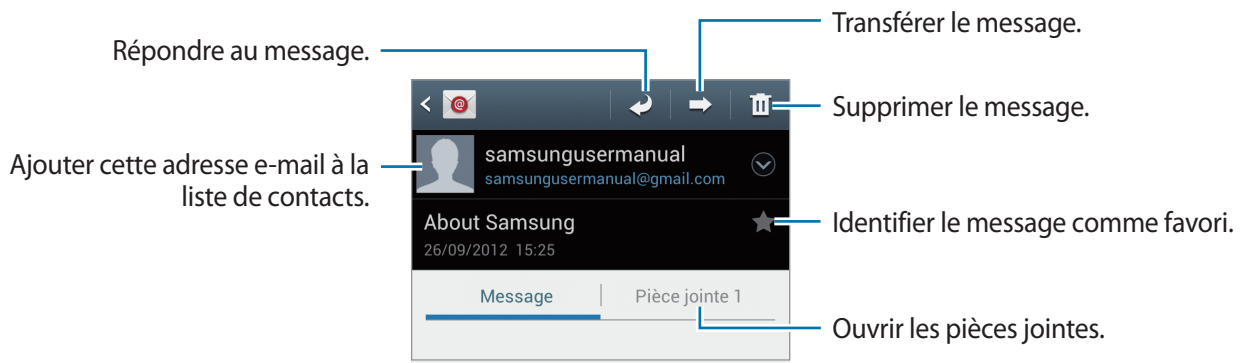 Transférer le message.
Répondre au message.
Supprimer le message.
samsungusermanual
samsungusermanual@gmail.com
Ajouter cette adresse e-mail à la
liste de contacts.
About Samsung
26/09/2012 15:25
Identifier le message comme favori.
Message
Pièce jointe 1
Ouvrir les pièces jointes.